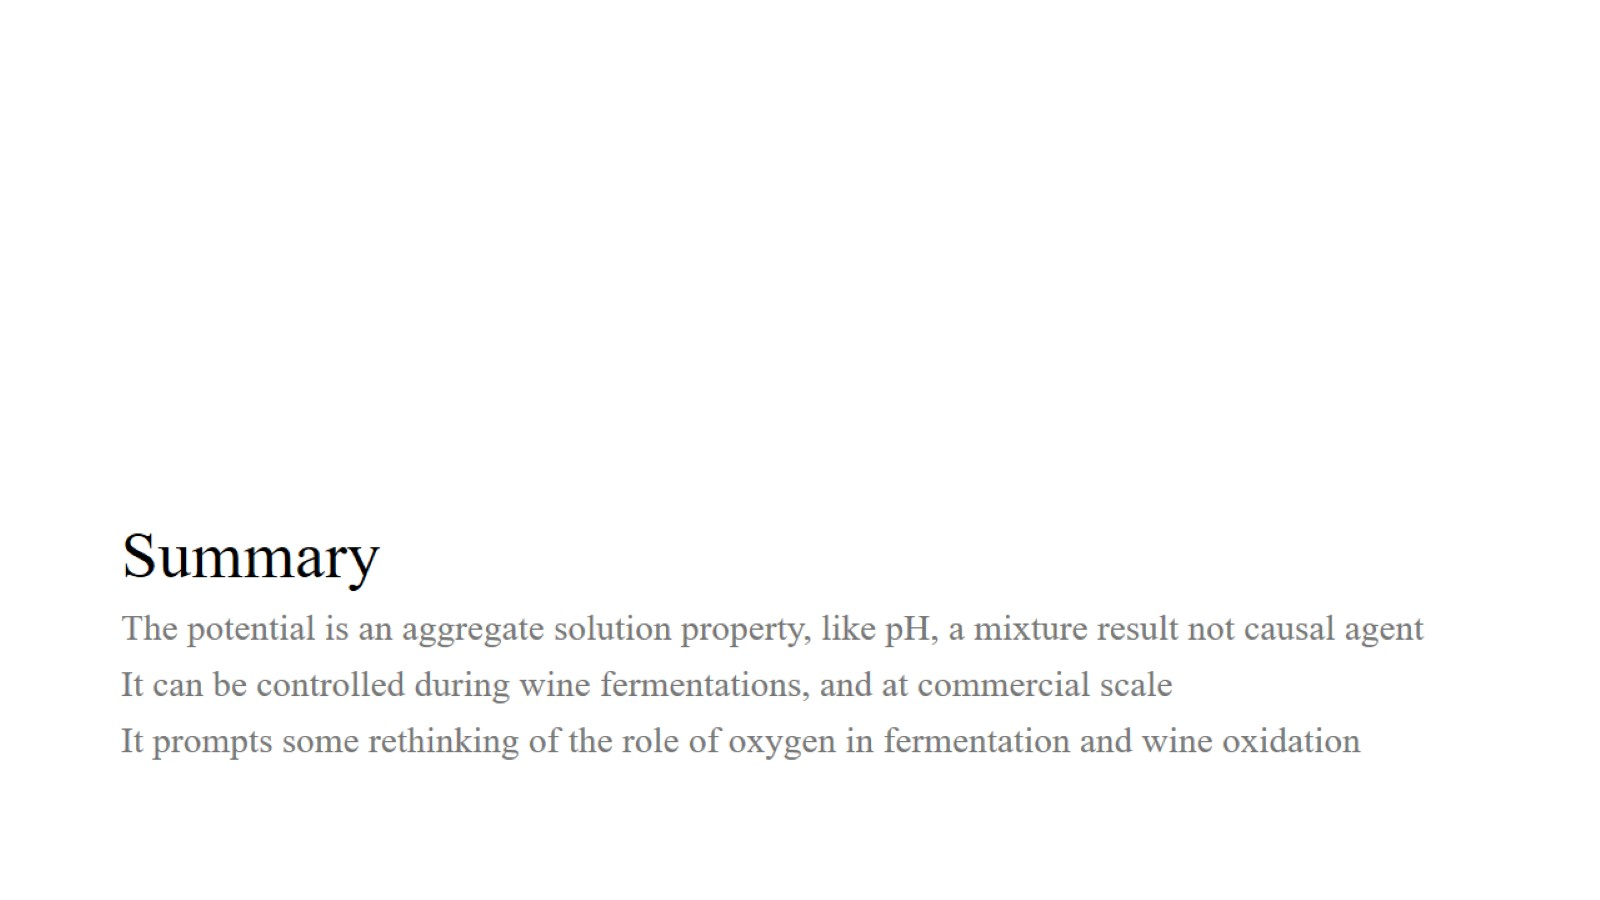 Summary
The potential is an aggregate solution property, like pH, a mixture result not causal agent
It can be controlled during wine fermentations, and at commercial scale
It prompts some rethinking of the role of oxygen in fermentation and wine oxidation